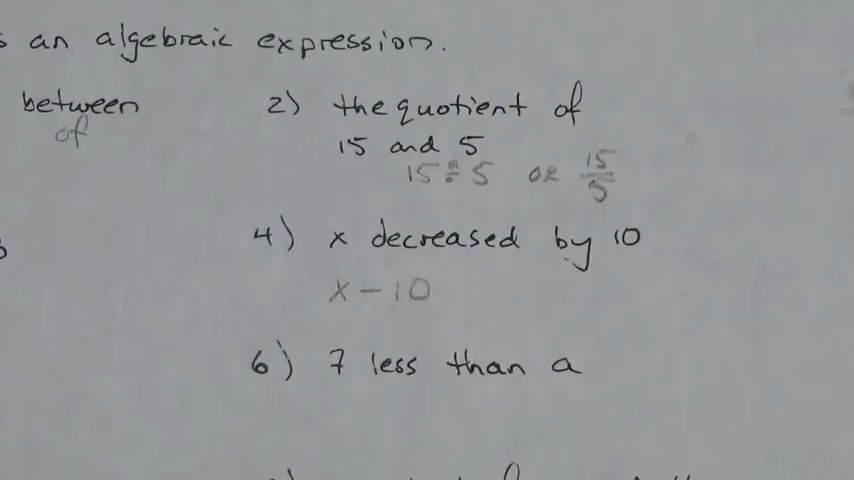 an algebraic expression.
between
of
2) the quotient of
15 and 5
15 ÷ 5 or 15/5
4) x decreased by 10
x - 10
6) 7 less than a